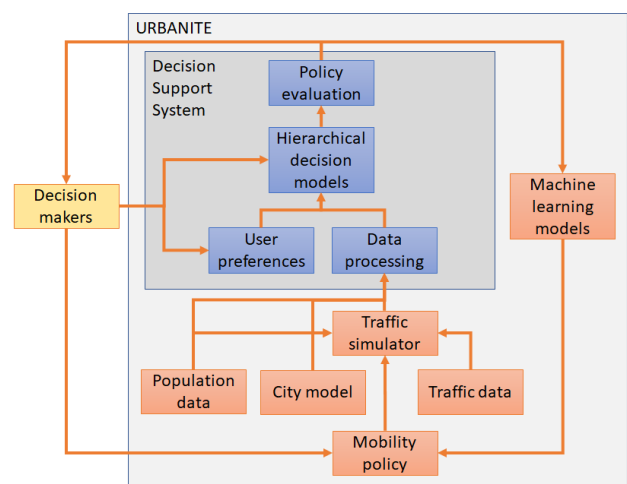 URBANITE
Decision
Support
System
Policy
evaluation
Hierarchical
decision
models
Decision
makers
Machine
learning
models
User
preferences
Data
processing
Traffic
simulator
Population
data
City model
Traffic data
Mobility
policy